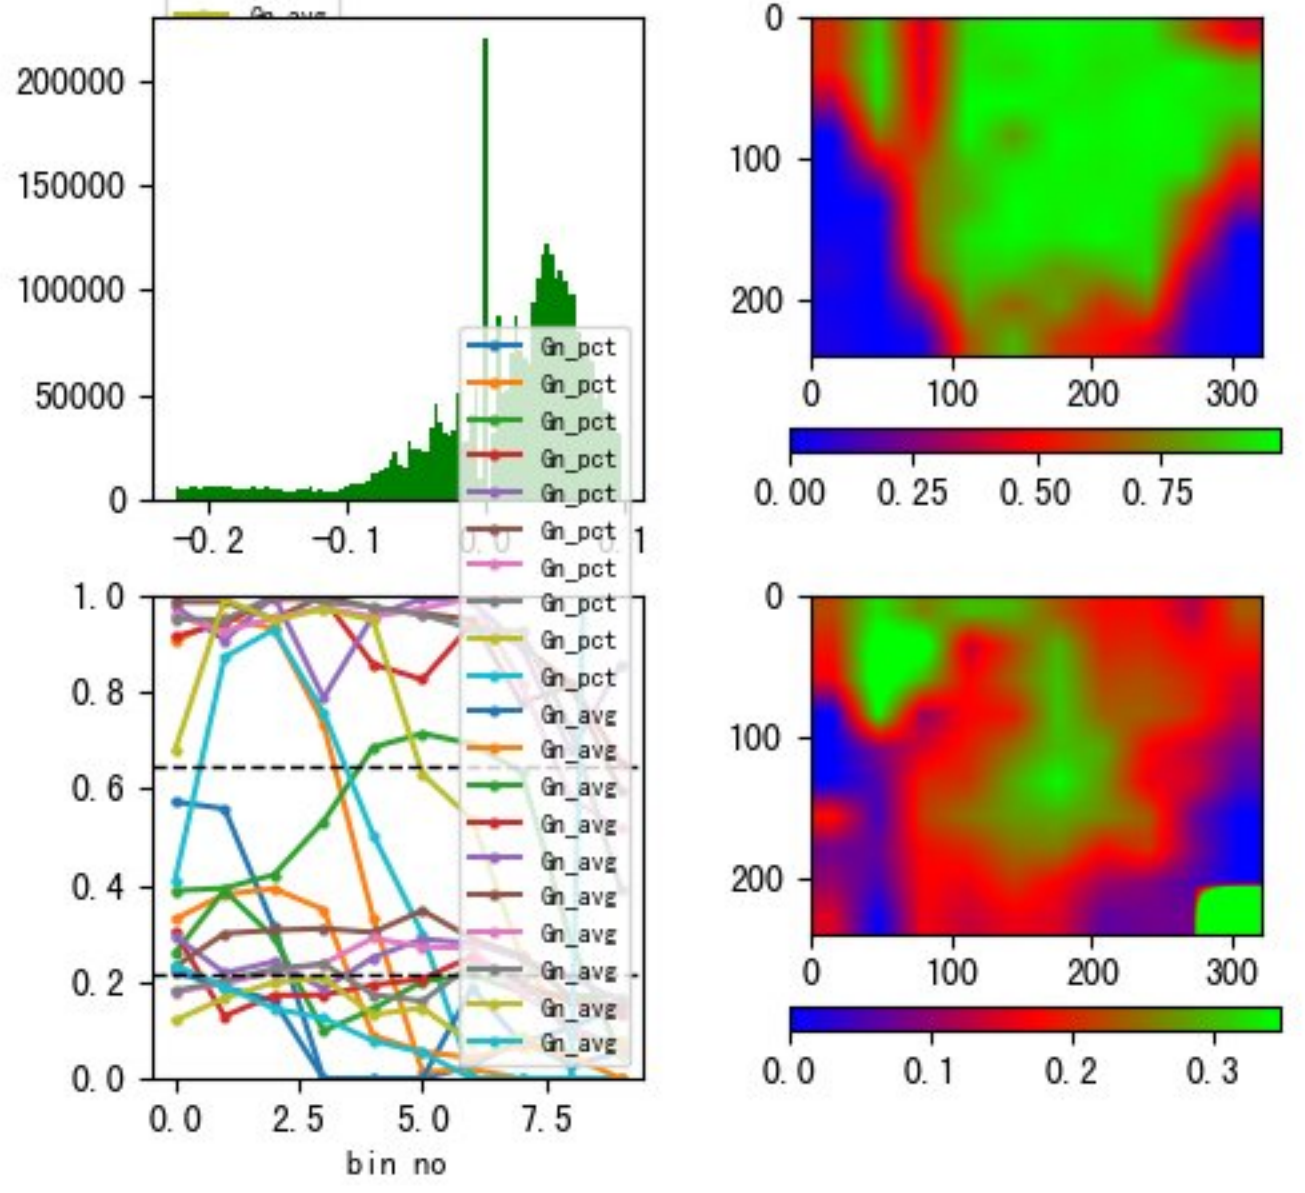 Gn_avg
200000
150000
100000
50000
0
-0.2 -0.1 0.0 0.1
0
100
200
0 100 200 300
0.00 0.25 0.50 0.75
Gn_pct
Gn_pct
Gn_pct
Gn_pct
Gn_pct
Gn_pct
Gn_pct
Gn_pct
Gn_pct
Gn_pct
Gn_avg
Gn_avg
Gn_avg
Gn_avg
Gn_avg
Gn_avg
Gn_avg
Gn_avg
Gn_avg
Gn_avg
1.0
0.8
0.6
0.4
0.2
0.0
0.0 2.5 5.0 7.5
bin no
0
100
200
0 100 200 300
0.0 0.1 0.2 0.3